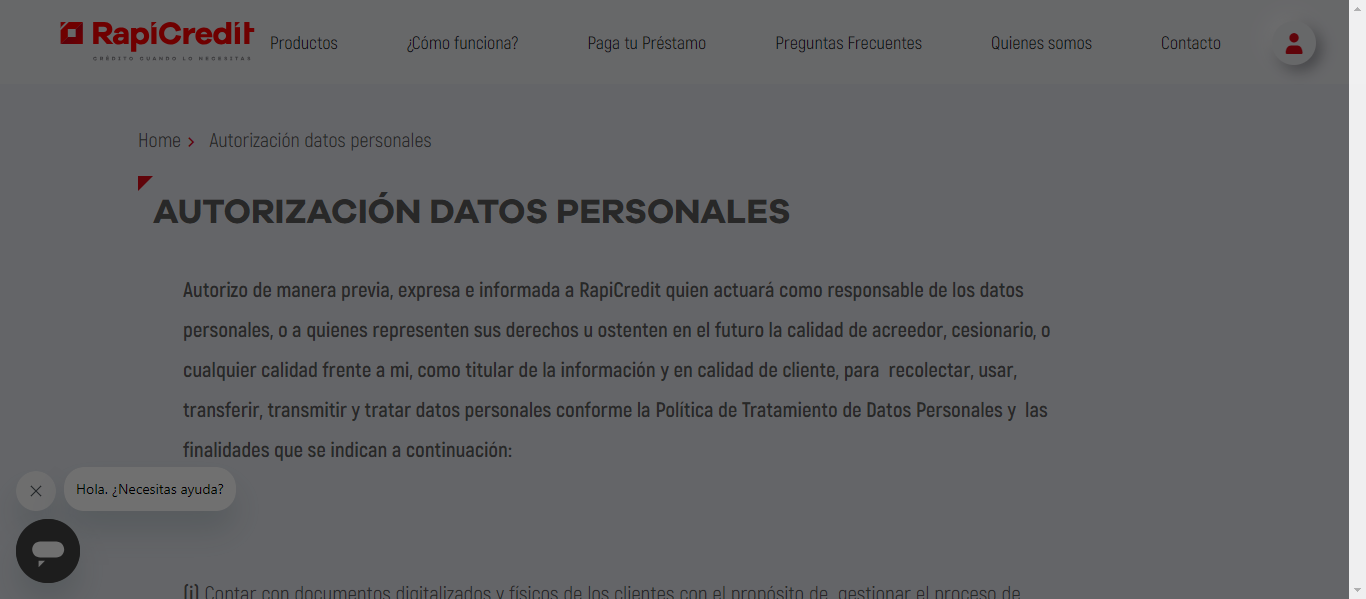 RapiCredit
CRÉDITO CUANDO LO NECESITAS
Productos
¿Cómo funciona?
Paga tu Préstamo
Preguntas Frecuentes
Quienes somos
Contacto
Home
Autorización datos personales
AUTORIZACIÓN DATOS PERSONALES
Autorizo de manera previa, expresa e informada a RapiCredit quien actuará como responsable de los datos
personales, o a quienes representen sus derechos u ostenten en el futuro la calidad de acreedor, cesionario, o
cualquier calidad frente a mi, como titular de la información y en calidad de cliente, para recolectar, usar,
transferir, transmitir y tratar datos personales conforme la Política de Tratamiento de Datos Personales y las
finalidades que se indican a continuación:
Hola. ¿Necesitas ayuda?
(i) Contar con documentos digitalizados y físicos de los clientes con el propósito de gestionar el proceso de